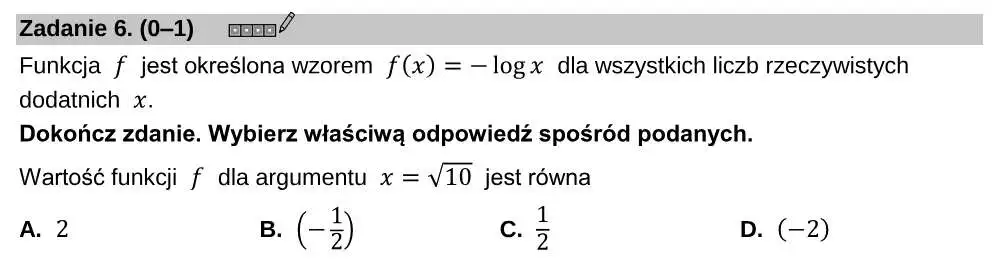 Zadanie 6. (0–1)
Funkcja f jest określona wzorem f(x) = − log x dla wszystkich liczb rzeczywistych
dodatnich x.
Dokończ zdanie. Wybierz właściwą odpowiedź spośród podanych.
Wartość funkcji f dla argumentu x = √10 jest równa
A. 2 B. (−1/2) C. 1/2 D. (−2)